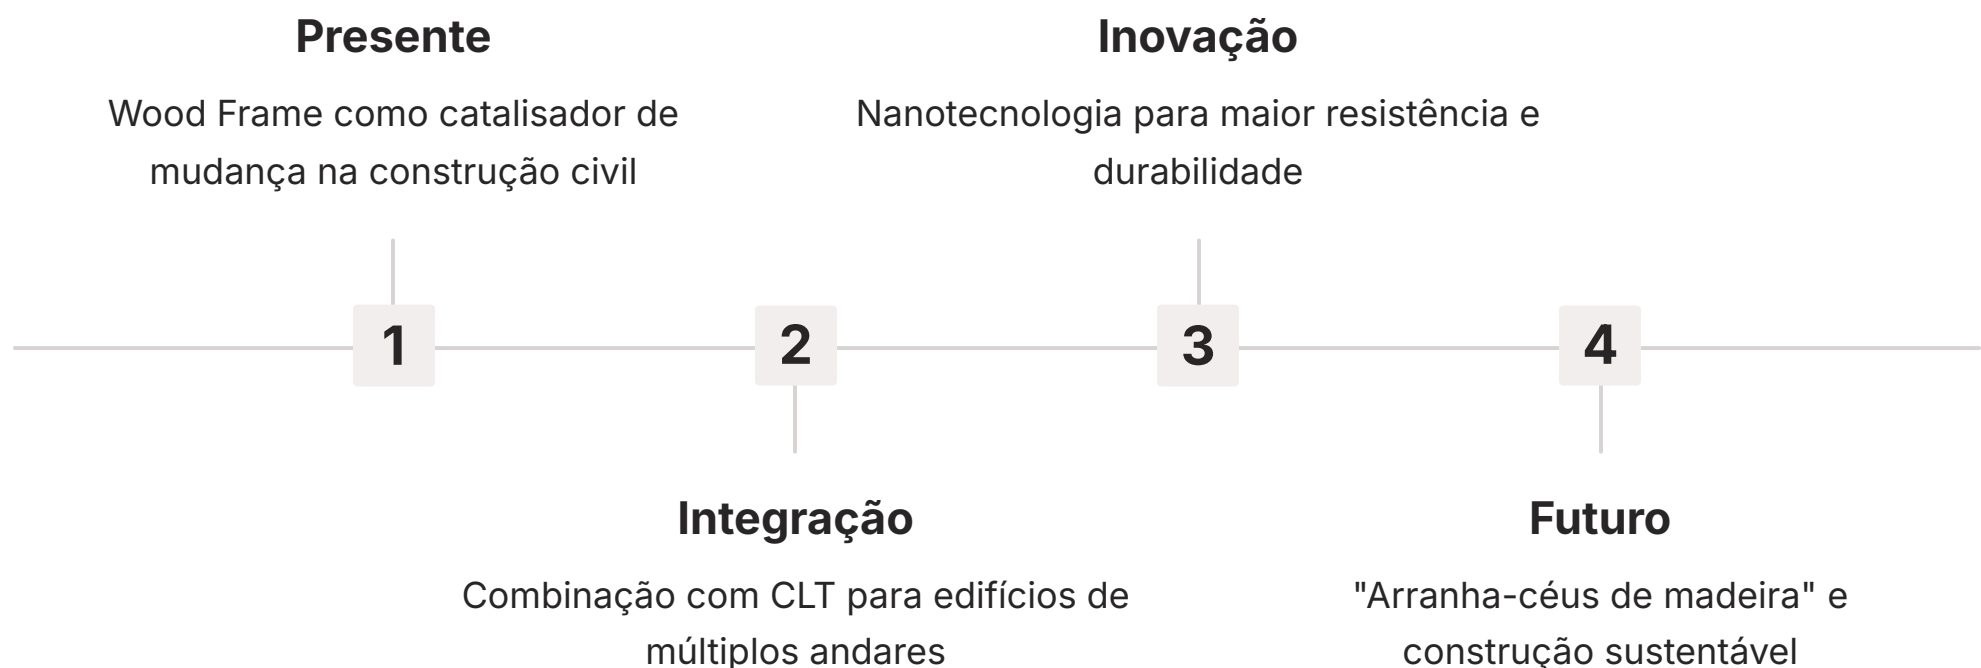 Presente
Wood Frame como catalisador de
mudança na construção civil
1
Integração
Combinação com CLT para edifícios de
múltiplos andares
2
Inovação
Nanotecnologia para maior resistência e
durabilidade
3
Futuro
"Arranha-céus de madeira" e
construção sustentável
4